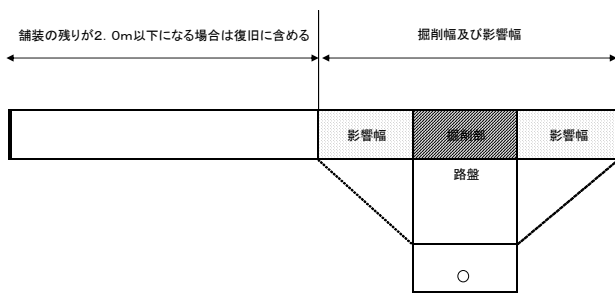 舗装の残りが2．0m以下になる場合は復旧に含める
掘削幅及び影響幅
影響幅
掘削部
影響幅
路盤